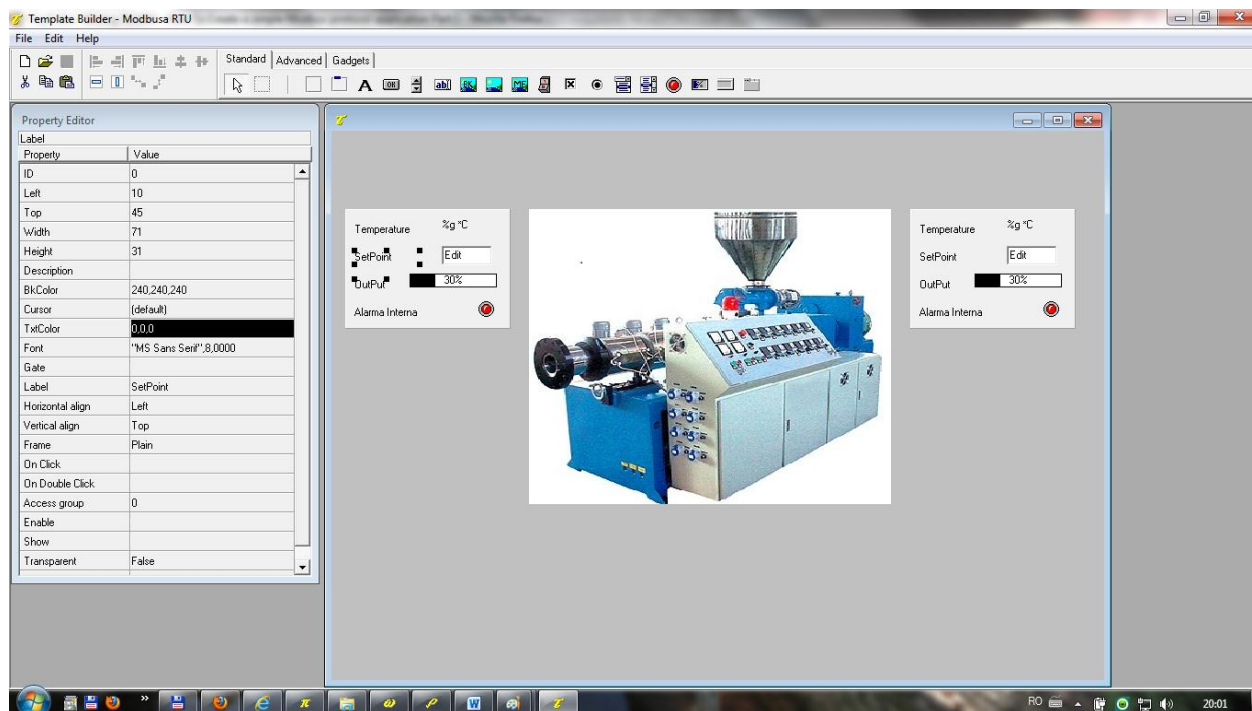 Template Builder - Modbusa RTU
File Edit Help
Standard Advanced Gadgets
Property Editor
Label
Property Value
ID 0
Left 10
Top 45
Width 71
Height 31
Description
BkColor 240,240,240
Cursor (default)
TxtColor 0,0,0
Font "MS Sans Serif",8,0000
Gate
Label SetPoint
Horizontal align Left
Vertical align Top
Frame Plain
On Click
On Double Click
Access group 0
Enable
Show
Transparent False
Temperature %g °C
SetPoint Edit
OutPut 30%
Alarma Interna
Temperature %g °C
SetPoint Edit
OutPut 30%
Alarma Interna
RO 20:01